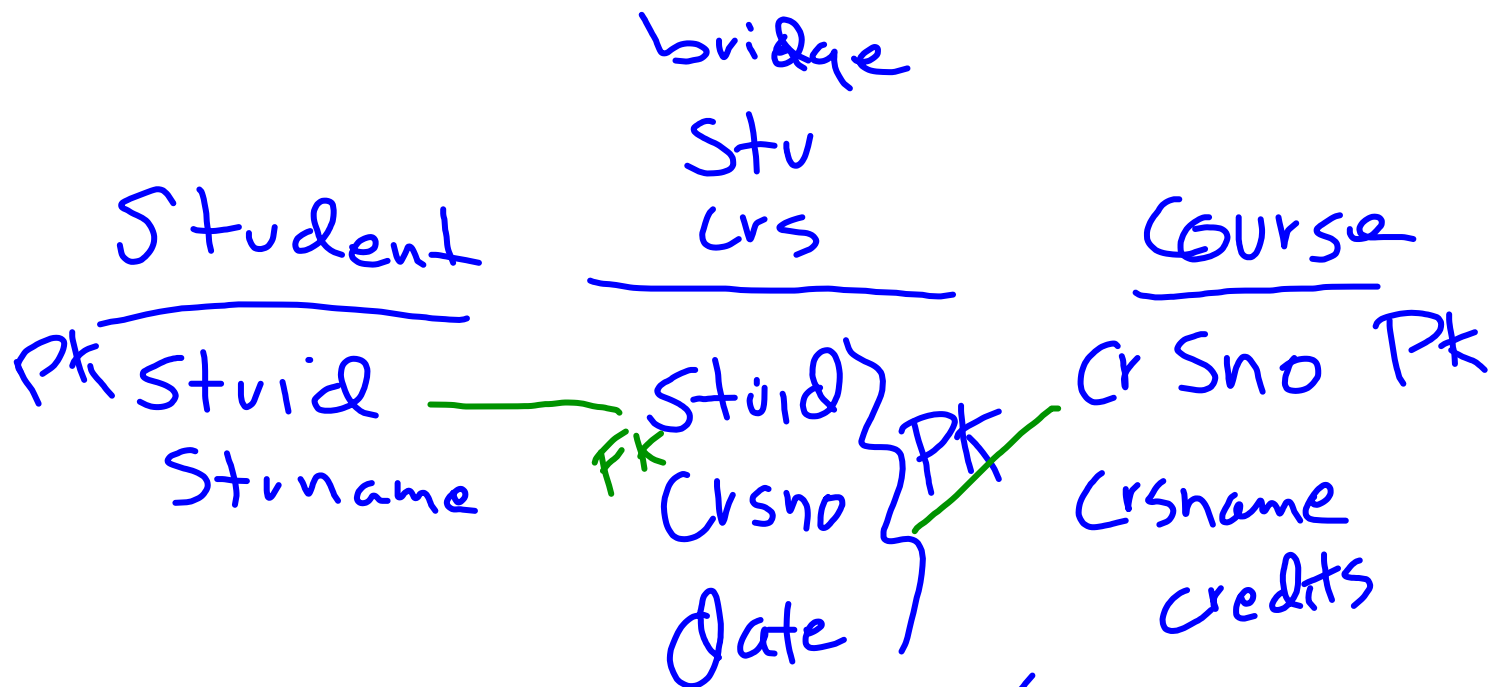 bridge
Stu
Crs
Student
Course
PK Stuid
Stuid
PK
Crsno PK
FK
Stuname
Crsno
Crsname
credits
date